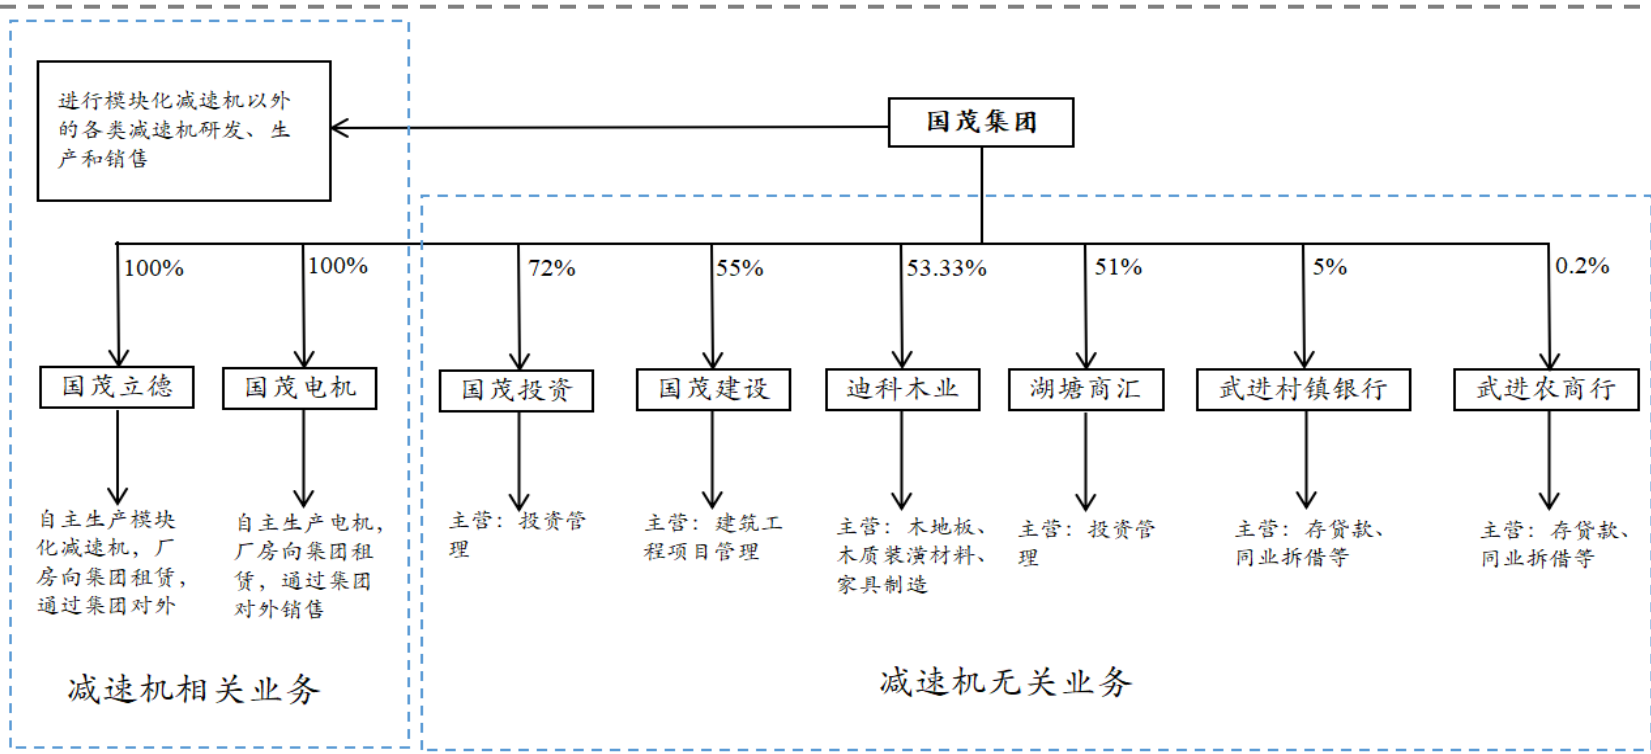 进行模块化减速机以外
的各类减速机研发、生
产和销售
国茂集团
100%
100%
72%
55%
53.33%
51%
5%
0.2%
国茂立德
国茂电机
国茂投资
国茂建设
迪科木业
湖塘商汇
武进村镇银行
武进农商行
自主生产模块
化减速机，厂
房向集团租赁，
通过集团对外
自主生产电机，
厂房向集团租
赁，通过集团
对外销售
主营：投资管
理
主营：建筑工
程项目管理
主营：木地板、
木质装潢材料、
家具制造
主营：投资管
理
主营：存贷款、
同业拆借等
主营：存贷款、
同业拆借等
减速机相关业务
减速机无关业务